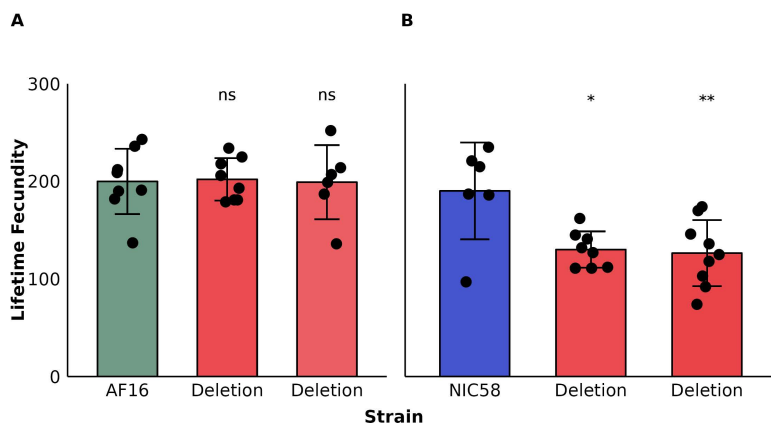 A
B
Lifetime Fecundity
300
200
100
0
ns
ns
*
**
AF16
Deletion
Deletion
NIC58
Deletion
Deletion
Strain